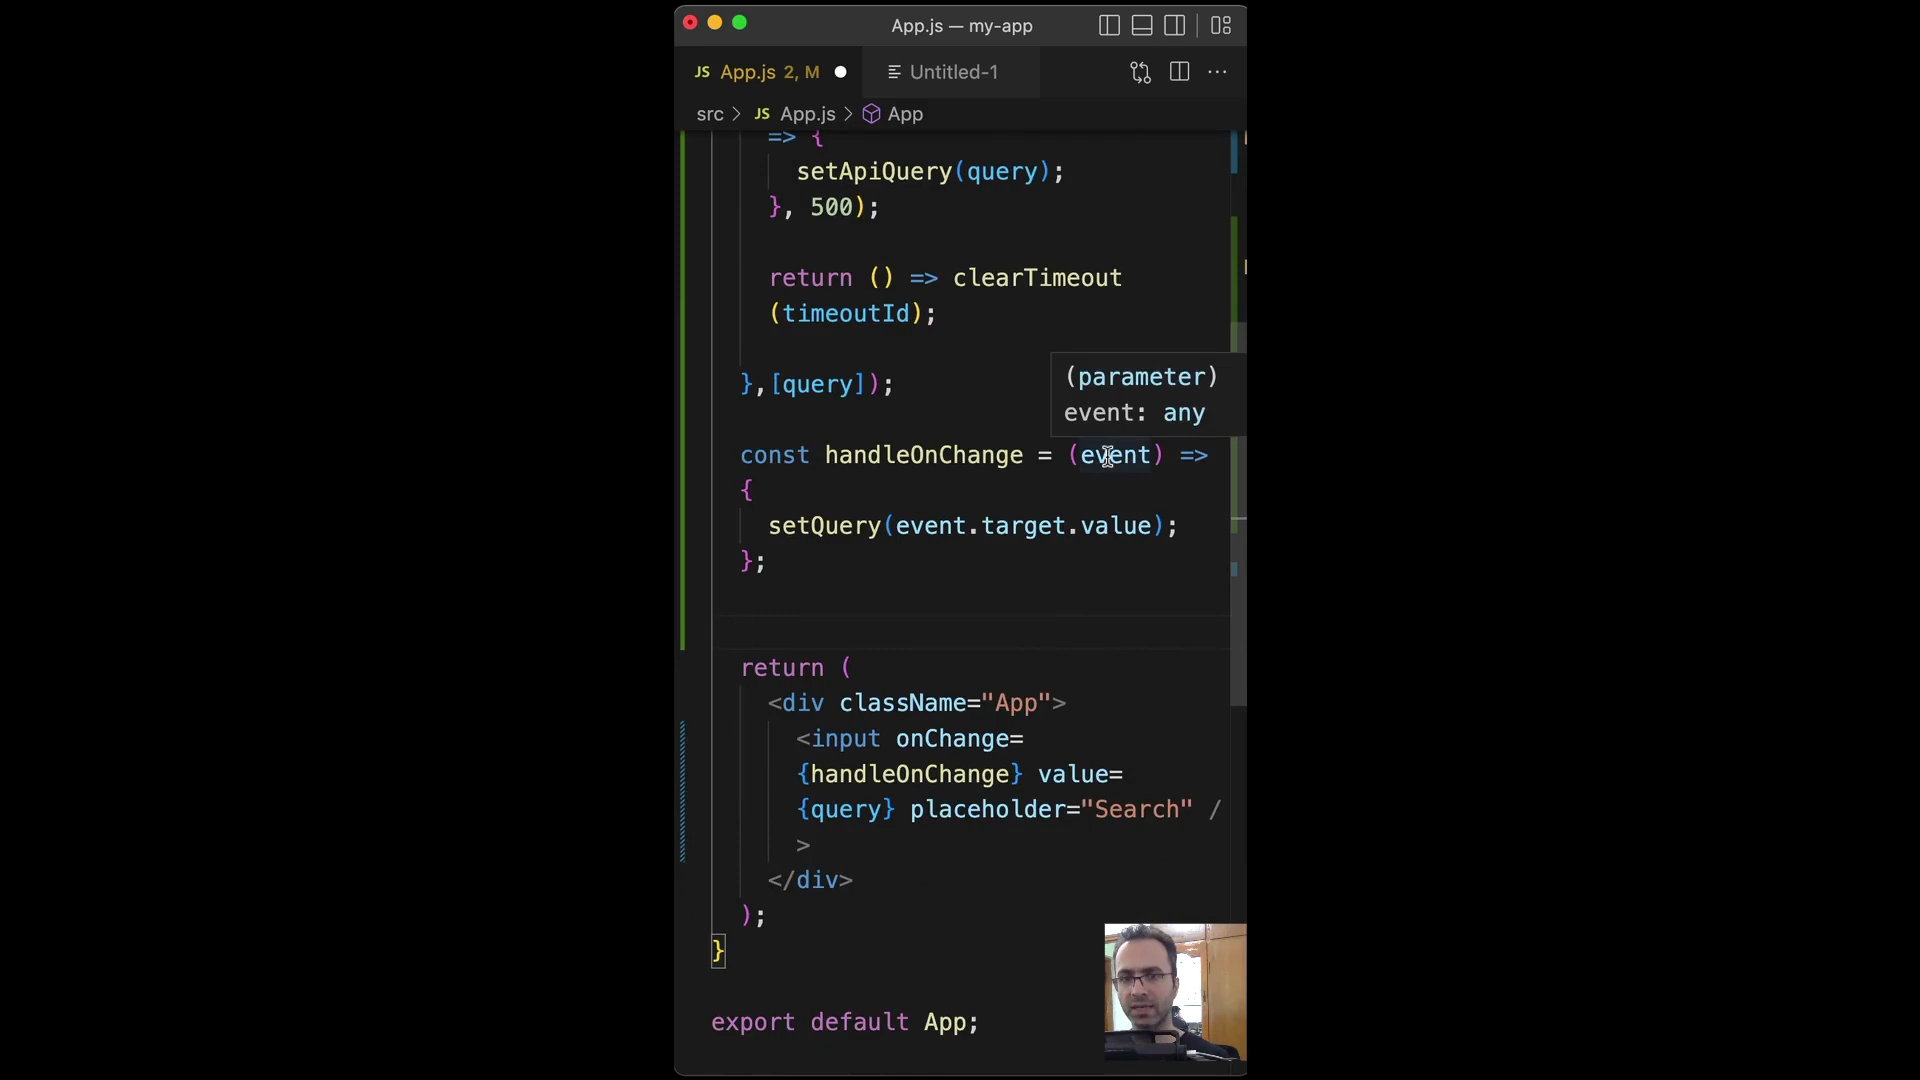 App.js — my-app
JS App.js 2, M Untitled-1
src > JS App.js > App
=> {
setApiQuery(query);
}, 500);
return () => clearTimeout
(timeoutId);
(parameter)
event: any
},[query]);
const handleOnChange = (event) =>
{
setQuery(event.target.value);
};
return (
<div className="App">
<input onChange=
{handleOnChange} value=
{query} placeholder="Search" /
>
</div>
);
}
export default App;